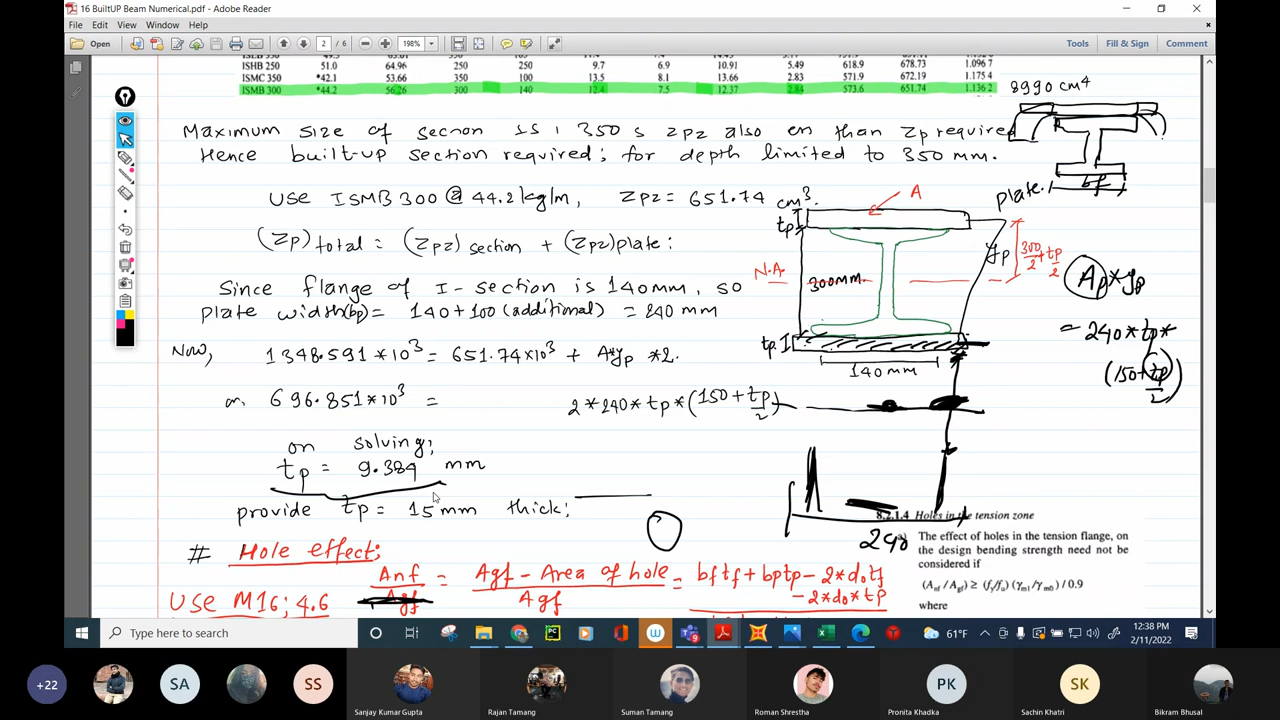 16 BuiltUP Beam Numerical.pdf - Adobe Reader
File Edit View Window Help
Open 2 / 6 198% Tools Fill & Sign Comment
ISHB 250 51.0 64.96 250 250 9.7 6.9 10.91 5.49 618.9 678.73 1.096 7
ISMC 350 *42.1 53.66 350 100 13.5 8.1 13.66 2.83 571.9 672.19 1.175 4
ISMB 300 *44.2 56.26 300 140 12.4 7.5 12.37 2.84 573.6 651.74 1.136 2
8990 cm4
Maximum size of section is 350 s zpz also than Zp required
Hence built-up section required; for depth limited to 350 mm.
bf
plate.
Use ISMB 300 @ 44.2 kg/m, Zpz = 651.74 cm³.
A
tp
(Zp)total = (Zpz)section + (Zpz)plate:
yp
300/2 + tp/2
N.A.
300mm.
Ap*yp
Since flange of I-section is 140mm, so
plate width(bp) = 140+100 (additional) = 240 mm
= 240*tp*
(150+tp/2)
tp
140mm
Now, 1348.591*10³ = 651.74*10³ + A*yp *2.
or, 696.851*10³ = 2*240*tp*(150+tp/2)
on solving;
tp = 9.384 mm
provide tp = 15mm thick;
240
8.2.1.4 Holes in the tension zone
a) The effect of holes in the tension flange, on
the design bending strength need not be
considered if
(Anf / Agf) ≥ (fy/fu) (γm1/γm0) / 0.9
where
# Hole effect;
Anf/Agf = Agf - Area of hole/Agf = bftf + bptp - 2*dotf - 2*do*tp
Use M16; 4.6
Type here to search
61°F
12:38 PM
2/11/2022
+22
SA
SS
Sanjay Kumar Gupta
Rajan Tamang
Suman Tamang
Roman Shrestha
PK
Pronita Khadka
SK
Sachin Khatri
Bikram Bhusal